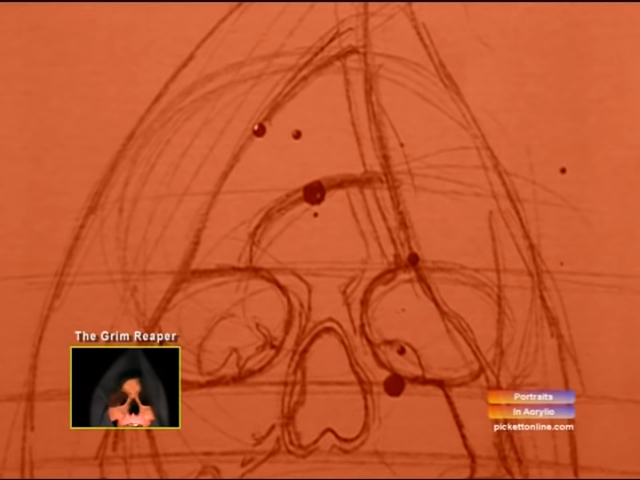 The Grim Reaper
Portraits
In Acrylic
pickettonline.com